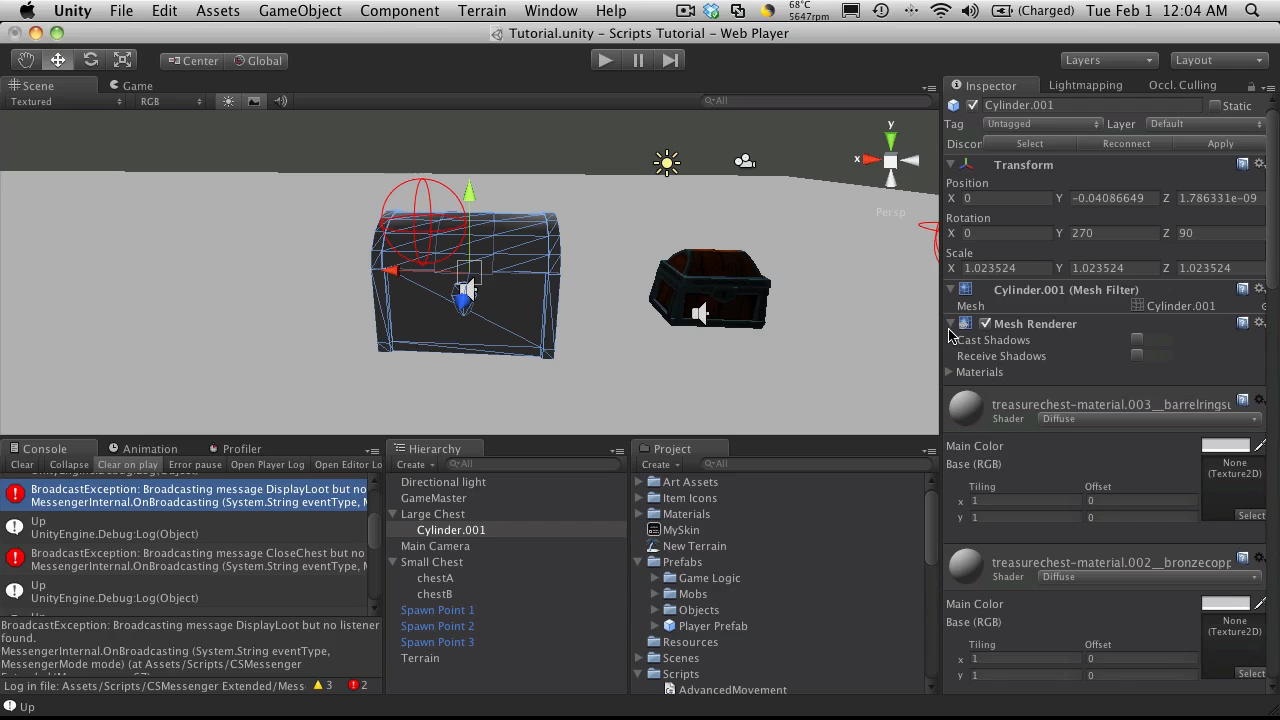 Unity File Edit Assets GameObject Component Terrain Window Help 68°C 5647rpm (Charged) Tue Feb 1 12:04 AM
Tutorial.unity - Scripts Tutorial - Web Player
Center Global Layers Layout
Scene Game
Textured RGB All
y
x
Persp
Inspector Lightmapping Occl. Culling
Cylinder.001 Static
Tag Untagged Layer Default
Discon Select Reconnect Apply
Transform
Position
X 0 Y -0.04086649 Z 1.786331e-09
Rotation
X 0 Y 270 Z 90
Scale
X 1.023524 Y 1.023524 Z 1.023524
Cylinder.001 (Mesh Filter)
Mesh Cylinder.001
Mesh Renderer
Cast Shadows
Receive Shadows
Materials
treasurechest-material.003__barrelringsu
Shader Diffuse
Main Color
Base (RGB) None (Texture2D)
Tiling Offset
x 1 0
y 1 0
Select
treasurechest-material.002__bronzecopp
Shader Diffuse
Main Color
Base (RGB) None (Texture2D)
Tiling Offset
x 1 0
y 1 0
Select
Console Animation Profiler
Clear Collapse Clear on play Error pause Open Player Log Open Editor Lo
UnityEngine.Debug:Log(Object)
BroadcastException: Broadcasting message DisplayLoot but no
MessengerInternal.OnBroadcasting (System.String eventType, M
Up
UnityEngine.Debug:Log(Object)
BroadcastException: Broadcasting message CloseChest but no
MessengerInternal.OnBroadcasting (System.String eventType, M
Up
UnityEngine.Debug:Log(Object)
BroadcastException: Broadcasting message DisplayLoot but no listener
found.
MessengerInternal.OnBroadcasting (System.String eventType,
MessengerMode mode) (at Assets/Scripts/CSMessenger
Log in file: Assets/Scripts/CSMessenger Extended/Mess 3 2
Up
Hierarchy
Create All
Directional light
GameMaster
Large Chest
Cylinder.001
Main Camera
Small Chest
chestA
chestB
Spawn Point 1
Spawn Point 2
Spawn Point 3
Terrain
Project
Create All
Art Assets
Item Icons
Materials
MySkin
New Terrain
Prefabs
Game Logic
Mobs
Objects
Player Prefab
Resources
Scenes
Scripts
AdvancedMovement